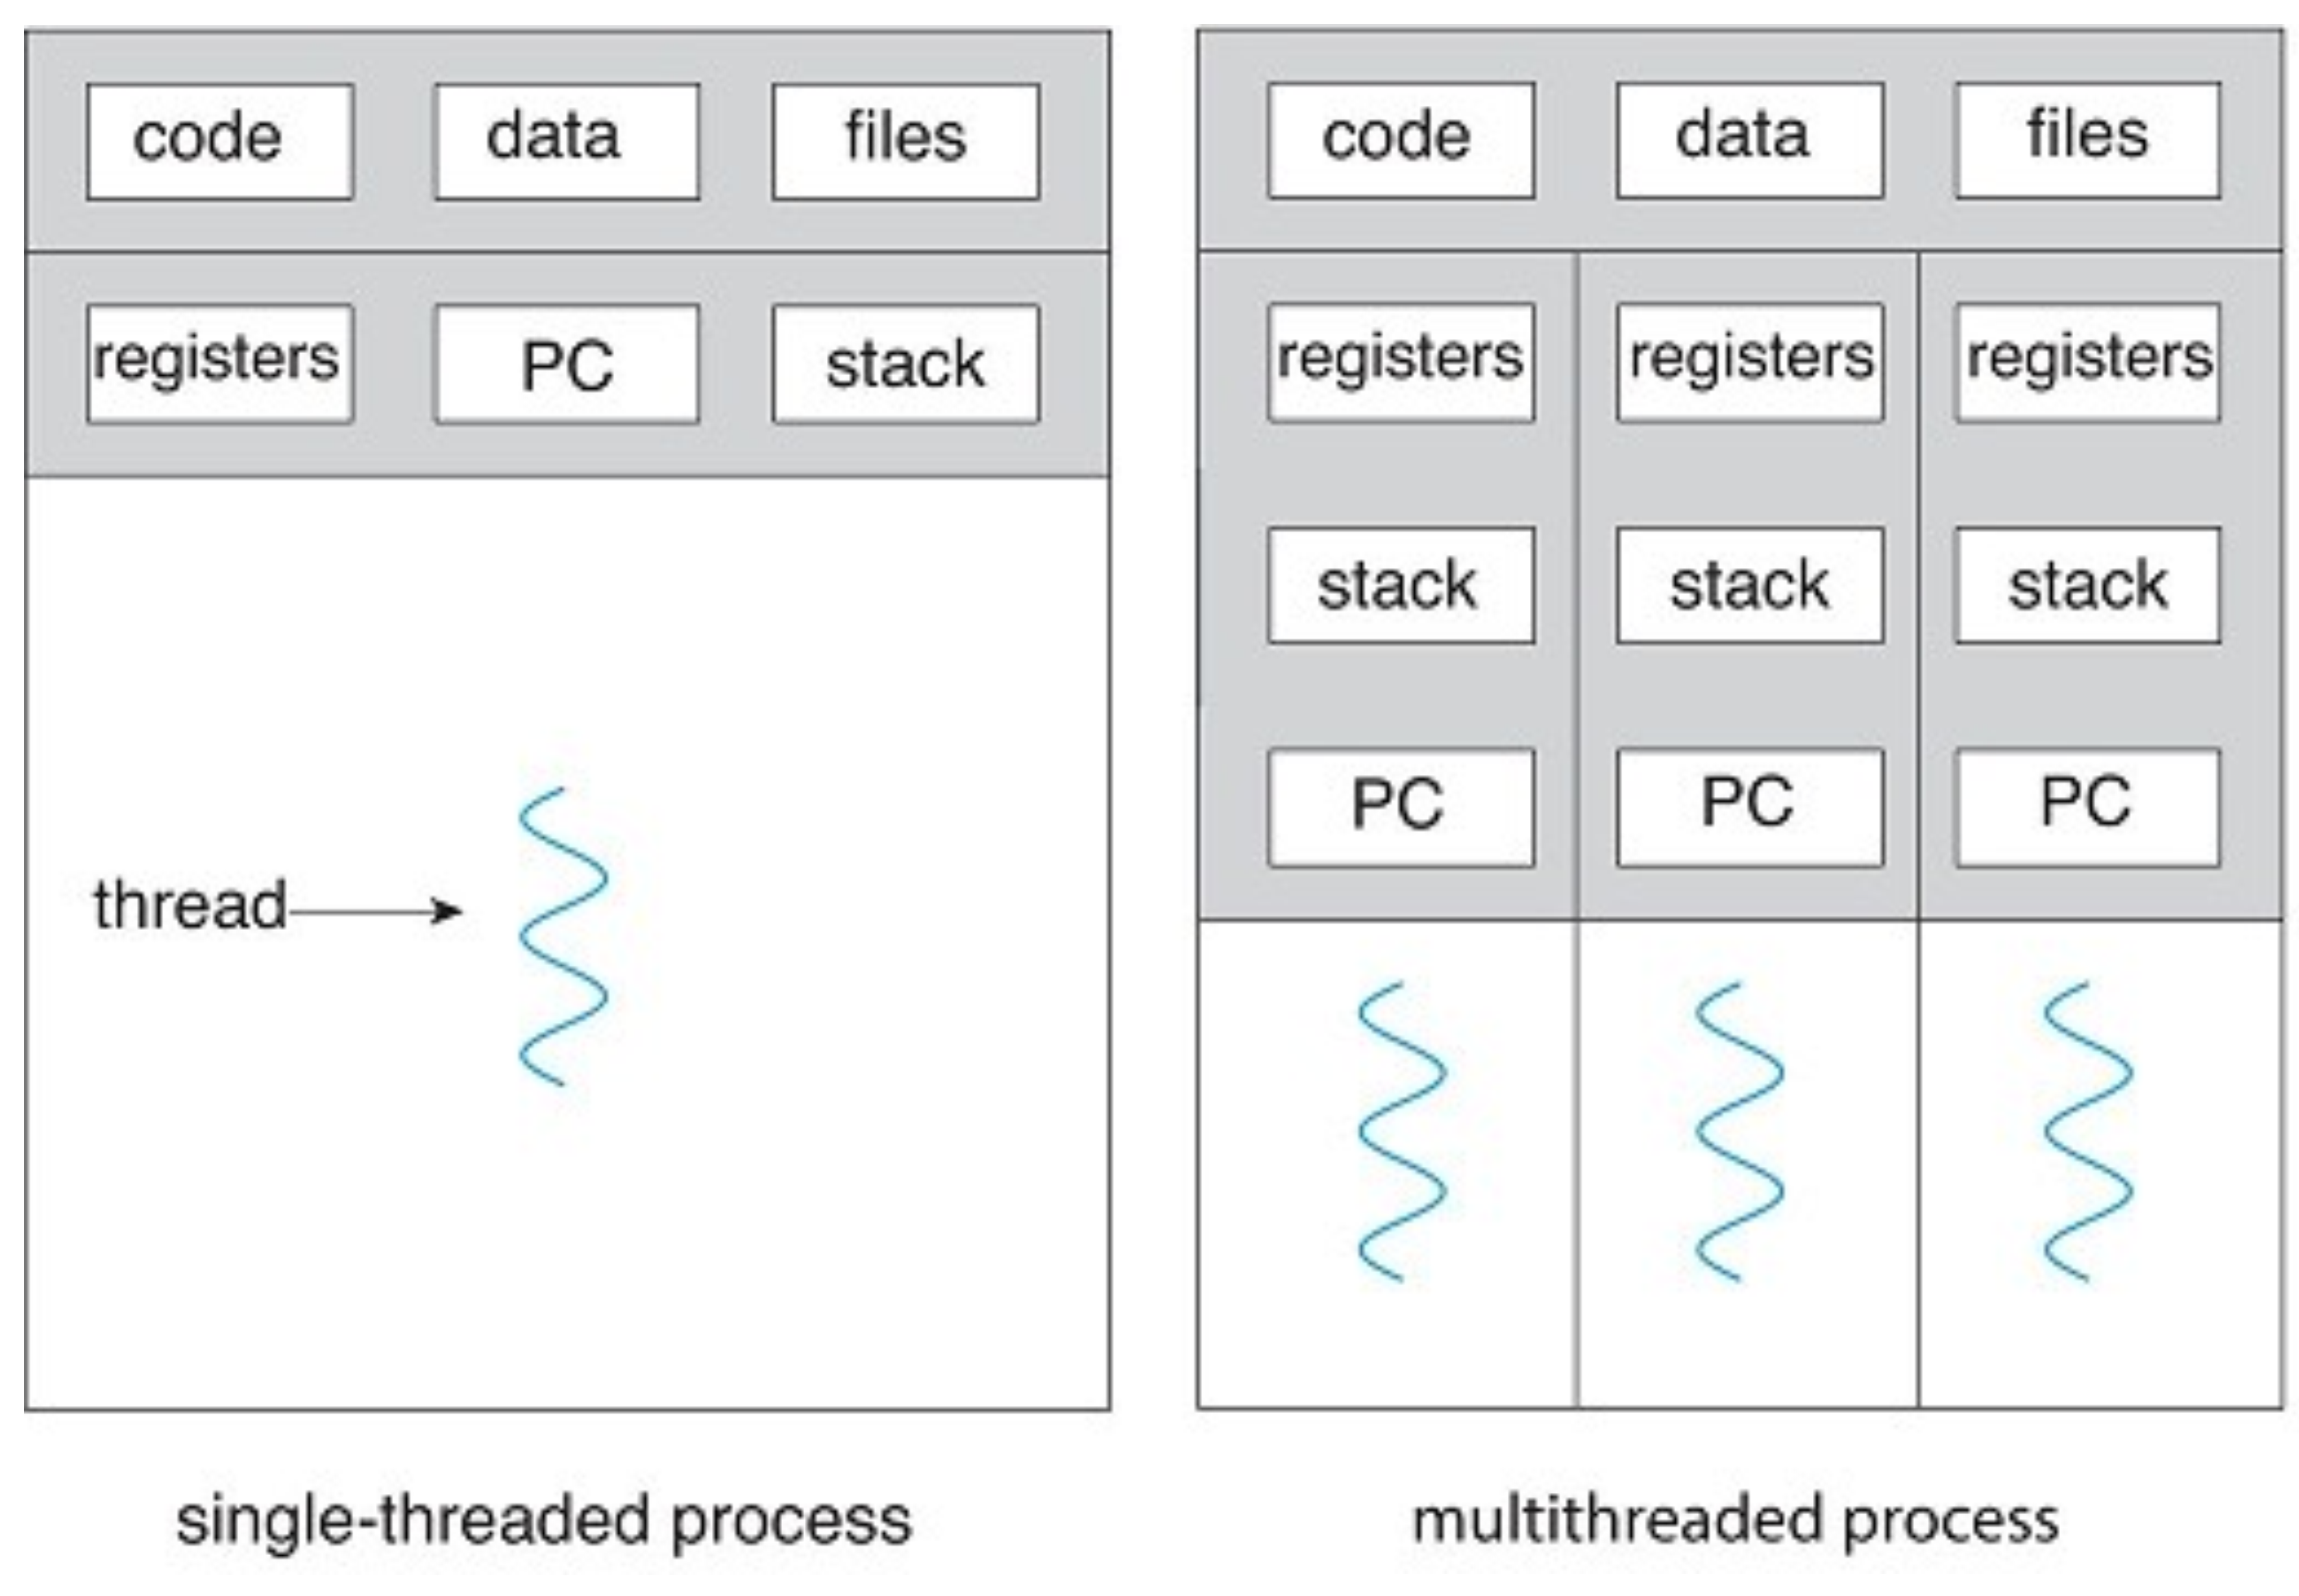 code data files
registers PC stack
thread
single-threaded process
code data files
registers registers registers
stack stack stack
PC PC PC
multithreaded process